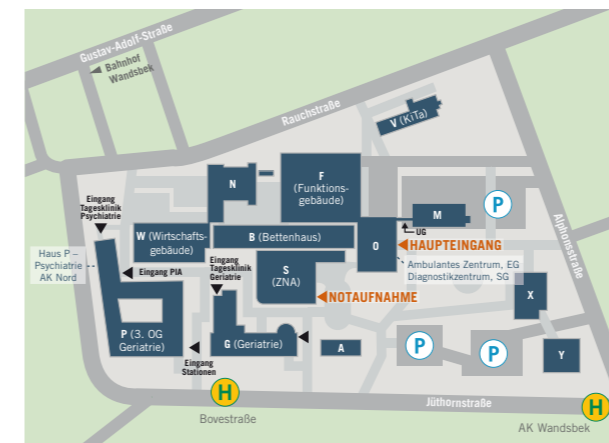 Gustav-Adolf-Straße
Bahnhof
Wandsbek
Rauchstraße
V (KiTa)
Alphonsstraße
Eingang
Tagesklinik
Psychiatrie
N
F
(Funktions-
gebäude)
P
M
UG
W (Wirtschafts-
gebäude)
B (Bettenhaus)
O
HAUPTEINGANG
Haus P –
Psychiatrie
AK Nord
Eingang PIA
Eingang
Tagesklinik
Geriatrie
S
(ZNA)
Ambulantes Zentrum, EG
Diagnostikzentrum, SG
NOTAUFNAHME
X
P (3. OG
Geriatrie)
G (Geriatrie)
A
P
P
Y
Eingang
Stationen
H
Bovestraße
Jüthornstraße
H
AK Wandsbek